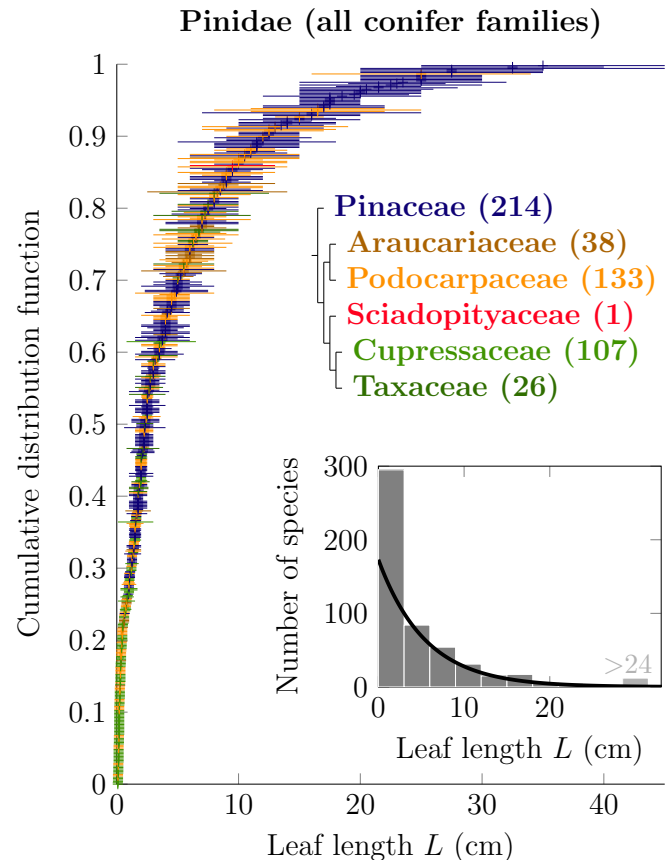 Pinidae (all conifer families)
Cumulative distribution function
1
0.9
0.8
0.7
0.6
0.5
0.4
0.3
0.2
0.1
0
0
10
20
30
40
Leaf length L (cm)
Pinaceae (214)
Araucariaceae (38)
Podocarpaceae (133)
Sciadopityaceae (1)
Cupressaceae (107)
Taxaceae (26)
Number of species
300
200
100
0
>24
0
10
20
Leaf length L (cm)